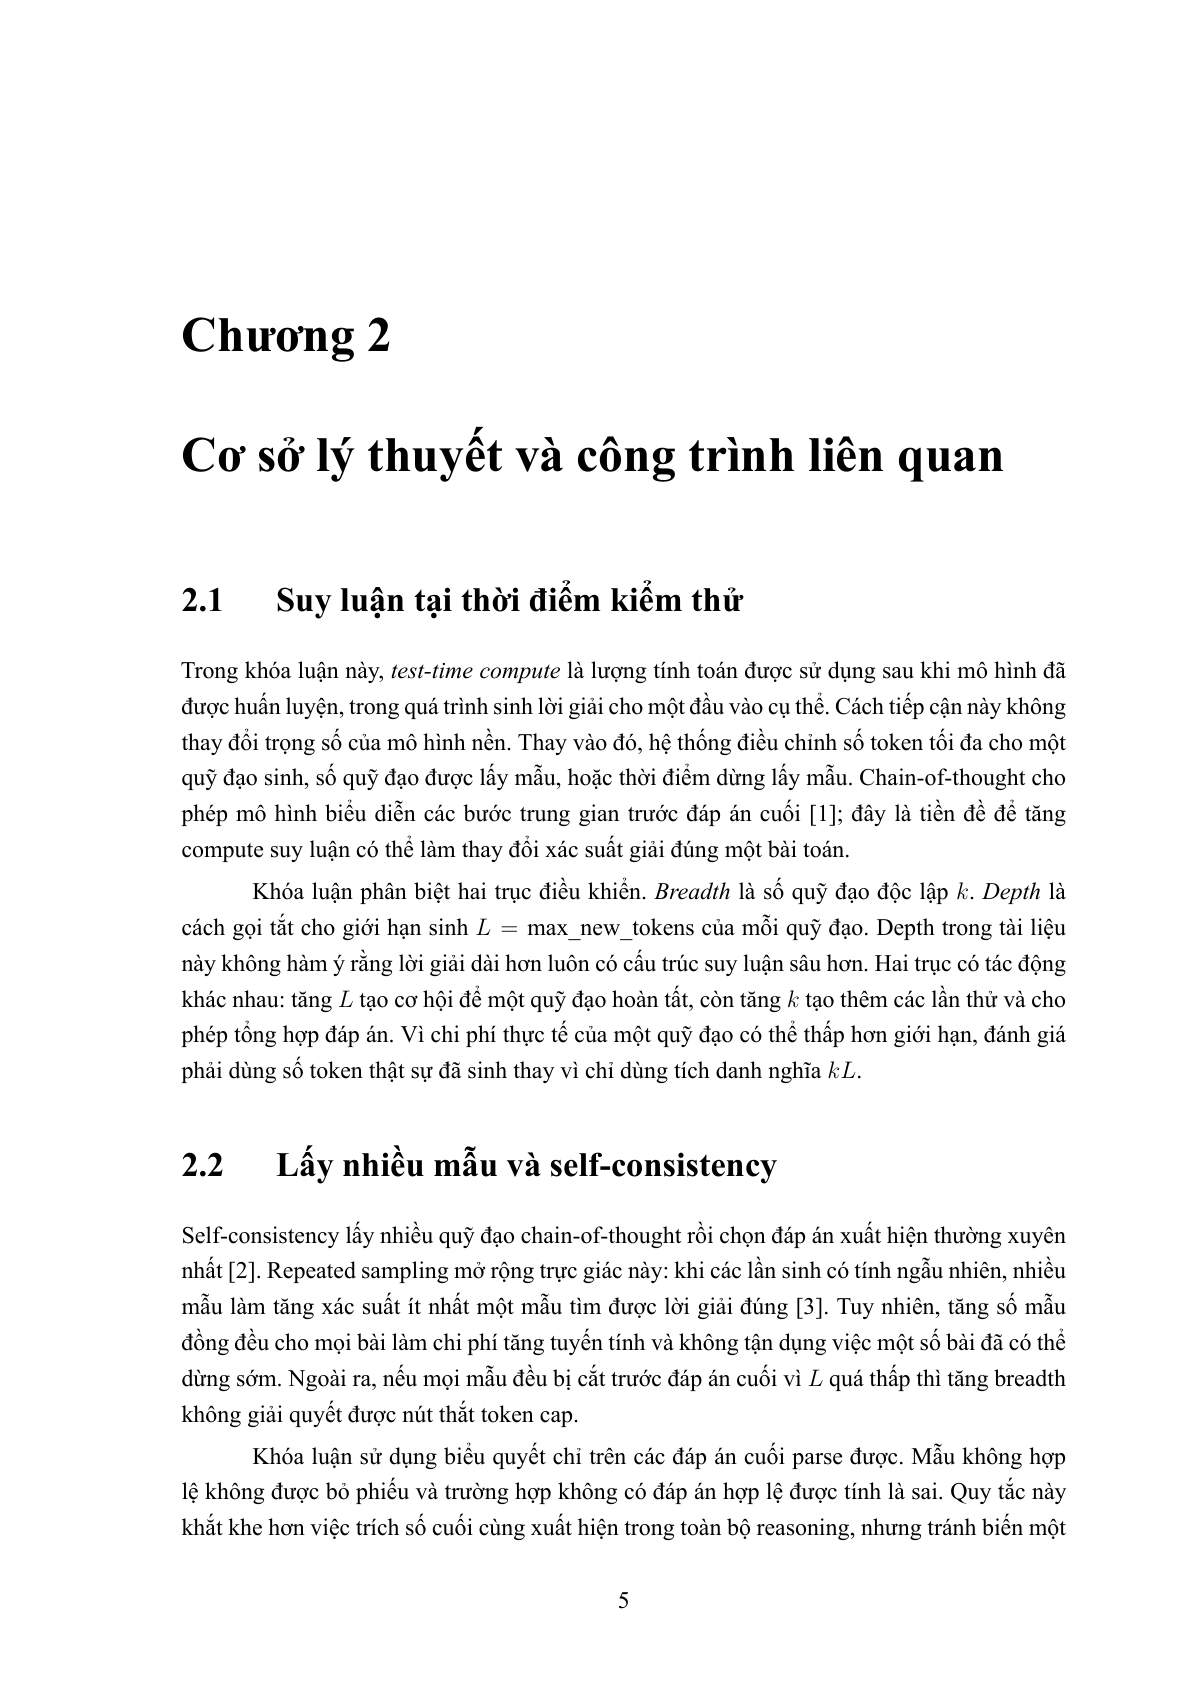 Chương 2
Cơ sở lý thuyết và công trình liên quan
2.1 Suy luận tại thời điểm kiểm thử
Trong khóa luận này, test-time compute là lượng tính toán được sử dụng sau khi mô hình đã
được huấn luyện, trong quá trình sinh lời giải cho một đầu vào cụ thể. Cách tiếp cận này không
thay đổi trọng số của mô hình nền. Thay vào đó, hệ thống điều chỉnh số token tối đa cho một
quỹ đạo sinh, số quỹ đạo được lấy mẫu, hoặc thời điểm dừng lấy mẫu. Chain-of-thought cho
phép mô hình biểu diễn các bước trung gian trước đáp án cuối [1]; đây là tiền đề để tăng
compute suy luận có thể làm thay đổi xác suất giải đúng một bài toán.
Khóa luận phân biệt hai trục điều khiển. Breadth là số quỹ đạo độc lập k. Depth là
cách gọi tắt cho giới hạn sinh L = max_new_tokens của mỗi quỹ đạo. Depth trong tài liệu
này không hàm ý rằng lời giải dài hơn luôn có cấu trúc suy luận sâu hơn. Hai trục có tác động
khác nhau: tăng L tạo cơ hội để một quỹ đạo hoàn tất, còn tăng k tạo thêm các lần thử và cho
phép tổng hợp đáp án. Vì chi phí thực tế của một quỹ đạo có thể thấp hơn giới hạn, đánh giá
phải dùng số token thật sự đã sinh thay vì chỉ dùng tích danh nghĩa kL.
2.2 Lấy nhiều mẫu và self-consistency
Self-consistency lấy nhiều quỹ đạo chain-of-thought rồi chọn đáp án xuất hiện thường xuyên
nhất [2]. Repeated sampling mở rộng trực giác này: khi các lần sinh có tính ngẫu nhiên, nhiều
mẫu làm tăng xác suất ít nhất một mẫu tìm được lời giải đúng [3]. Tuy nhiên, tăng số mẫu
đồng đều cho mọi bài làm chi phí tăng tuyến tính và không tận dụng việc một số bài đã có thể
dừng sớm. Ngoài ra, nếu mọi mẫu đều bị cắt trước đáp án cuối vì L quá thấp thì tăng breadth
không giải quyết được nút thắt token cap.
Khóa luận sử dụng biểu quyết chỉ trên các đáp án cuối parse được. Mẫu không hợp
lệ không được bỏ phiếu và trường hợp không có đáp án hợp lệ được tính là sai. Quy tắc này
khắt khe hơn việc trích số cuối cùng xuất hiện trong toàn bộ reasoning, nhưng tránh biến một
5